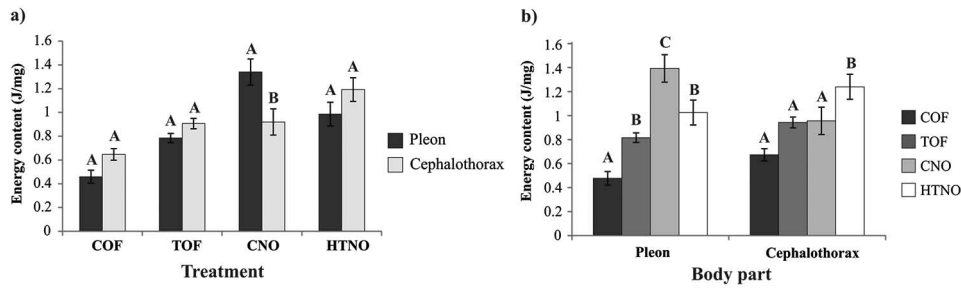 a)
Energy content (J/mg)
1.6
1.4
1.2
1
0.8
0.6
0.4
0.2
0
A A
A A
A B
A A
COF TOF CNO HTNO
Treatment
Pleon
Cephalothorax
b)
Energy content (J/mg)
1.6
1.4
1.2
1
0.8
0.6
0.4
0.2
0
A B C B
A A A B
Pleon Cephalothorax
Body part
COF
TOF
CNO
HTNO